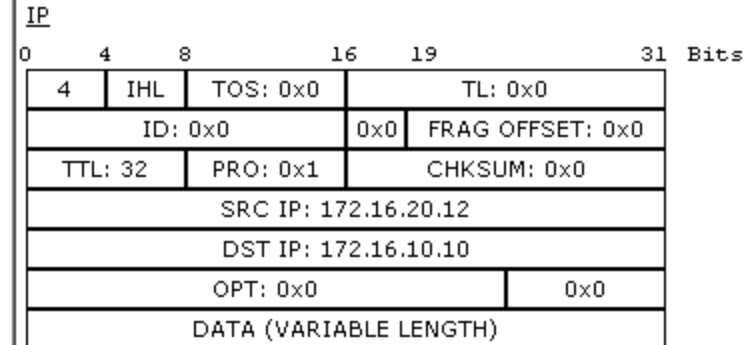 IP
0 4 8 16 19 31 Bits
4 IHL TOS: 0x0 TL: 0x0
ID: 0x0 0x0 FRAG OFFSET: 0x0
TTL: 32 PRO: 0x1 CHKSUM: 0x0
SRC IP: 172.16.20.12
DST IP: 172.16.10.10
OPT: 0x0 0x0
DATA (VARIABLE LENGTH)